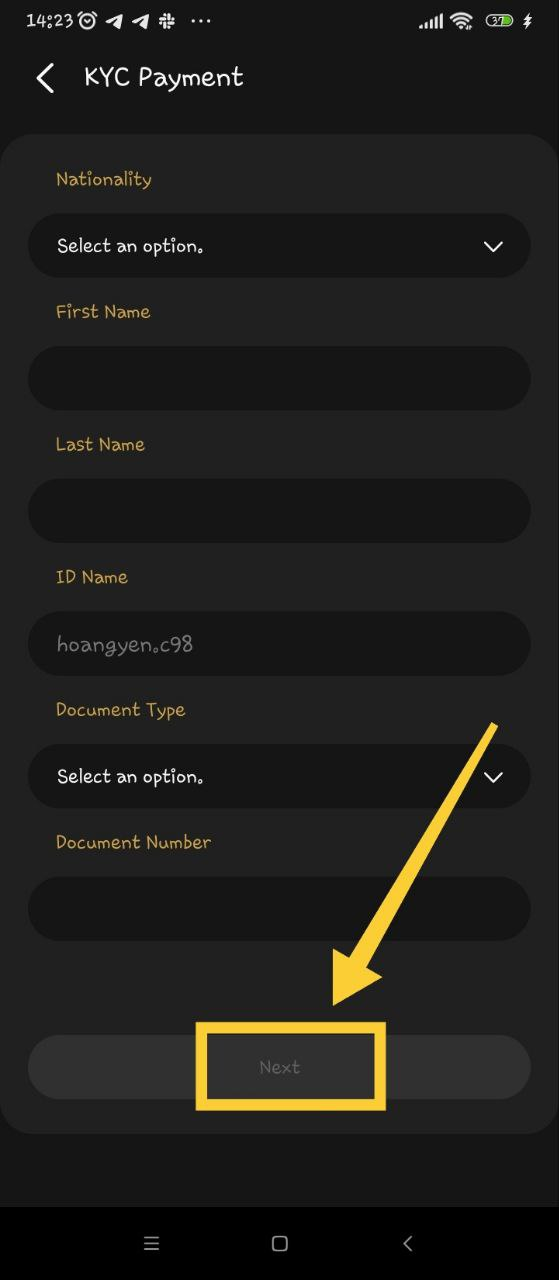 14:23 37
KYC Payment
Nationality
Select an option.
First Name
Last Name
ID Name
hoangyen.c98
Document Type
Select an option.
Document Number
Next